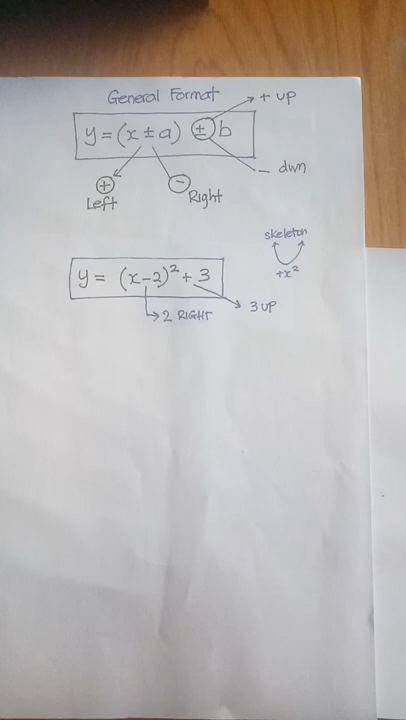 General Format
+ up
y = (x ± a) ± b
- dwn
+ Left
- Right
skeleton
+x²
y = (x-2)² + 3
2 RIGHT
3 UP